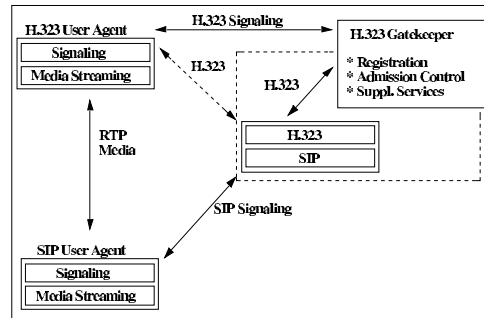 H.323 User Agent
Signaling
Media Streaming
H.323 Signaling
H.323 Gatekeeper
* Registration
* Admission Control
* Suppl. Services
H.323
H.323
H.323
SIP
RTP
Media
SIP Signaling
SIP User Agent
Signaling
Media Streaming